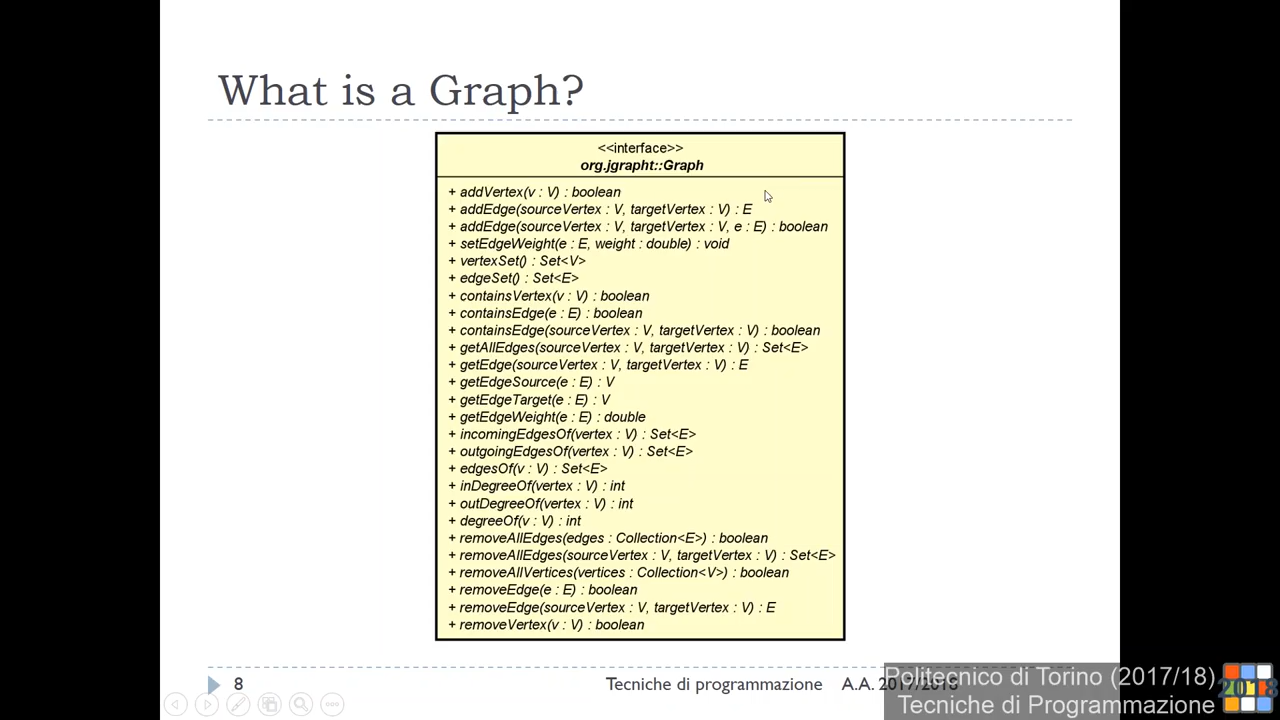 What is a Graph?
<<interface>>
org.jgrapht::Graph
+ addVertex(v : V) : boolean
+ addEdge(sourceVertex : V, targetVertex : V) : E
+ addEdge(sourceVertex : V, targetVertex : V, e : E) : boolean
+ setEdgeWeight(e : E, weight : double) : void
+ vertexSet() : Set<V>
+ edgeSet() : Set<E>
+ containsVertex(v : V) : boolean
+ containsEdge(e : E) : boolean
+ containsEdge(sourceVertex : V, targetVertex : V) : boolean
+ getAllEdges(sourceVertex : V, targetVertex : V) : Set<E>
+ getEdge(sourceVertex : V, targetVertex : V) : E
+ getEdgeSource(e : E) : V
+ getEdgeTarget(e : E) : V
+ getEdgeWeight(e : E) : double
+ incomingEdgesOf(vertex : V) : Set<E>
+ outgoingEdgesOf(vertex : V) : Set<E>
+ edgesOf(v : V) : Set<E>
+ inDegreeOf(vertex : V) : int
+ outDegreeOf(vertex : V) : int
+ degreeOf(v : V) : int
+ removeAllEdges(edges : Collection<E>) : boolean
+ removeAllEdges(sourceVertex : V, targetVertex : V) : Set<E>
+ removeAllVertices(vertices : Collection<V>) : boolean
+ removeEdge(e : E) : boolean
+ removeEdge(sourceVertex : V, targetVertex : V) : E
+ removeVertex(v : V) : boolean
8 Tecniche di programmazione A.A. 2017/2018
Politecnico di Torino (2017/18)
Tecniche di Programmazione
2018